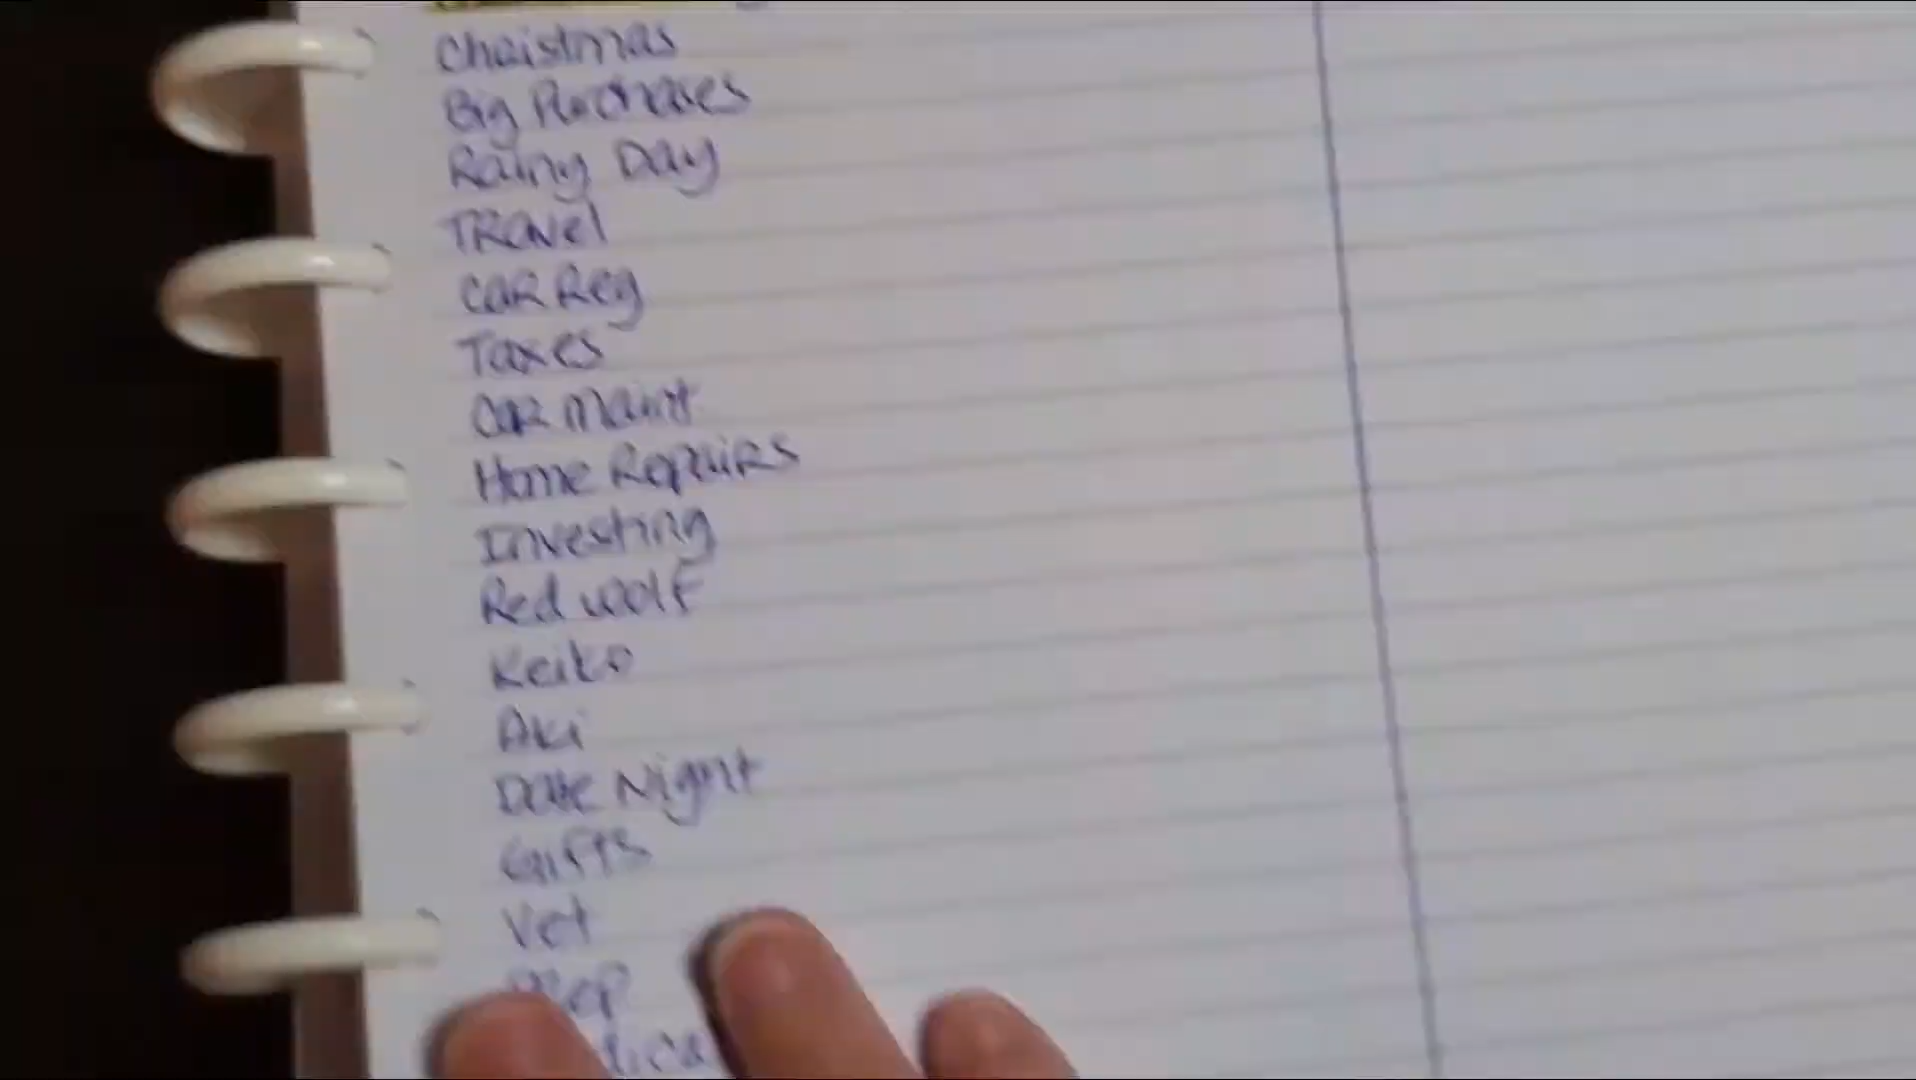 Christmas
Big Purchases
Rainy Day
TRavel
CAR Reg
Taxes
CAR Maint
Home Repairs
Investing
Red Wolf
Keiko
Aki
Date Night
Gifts
Vet